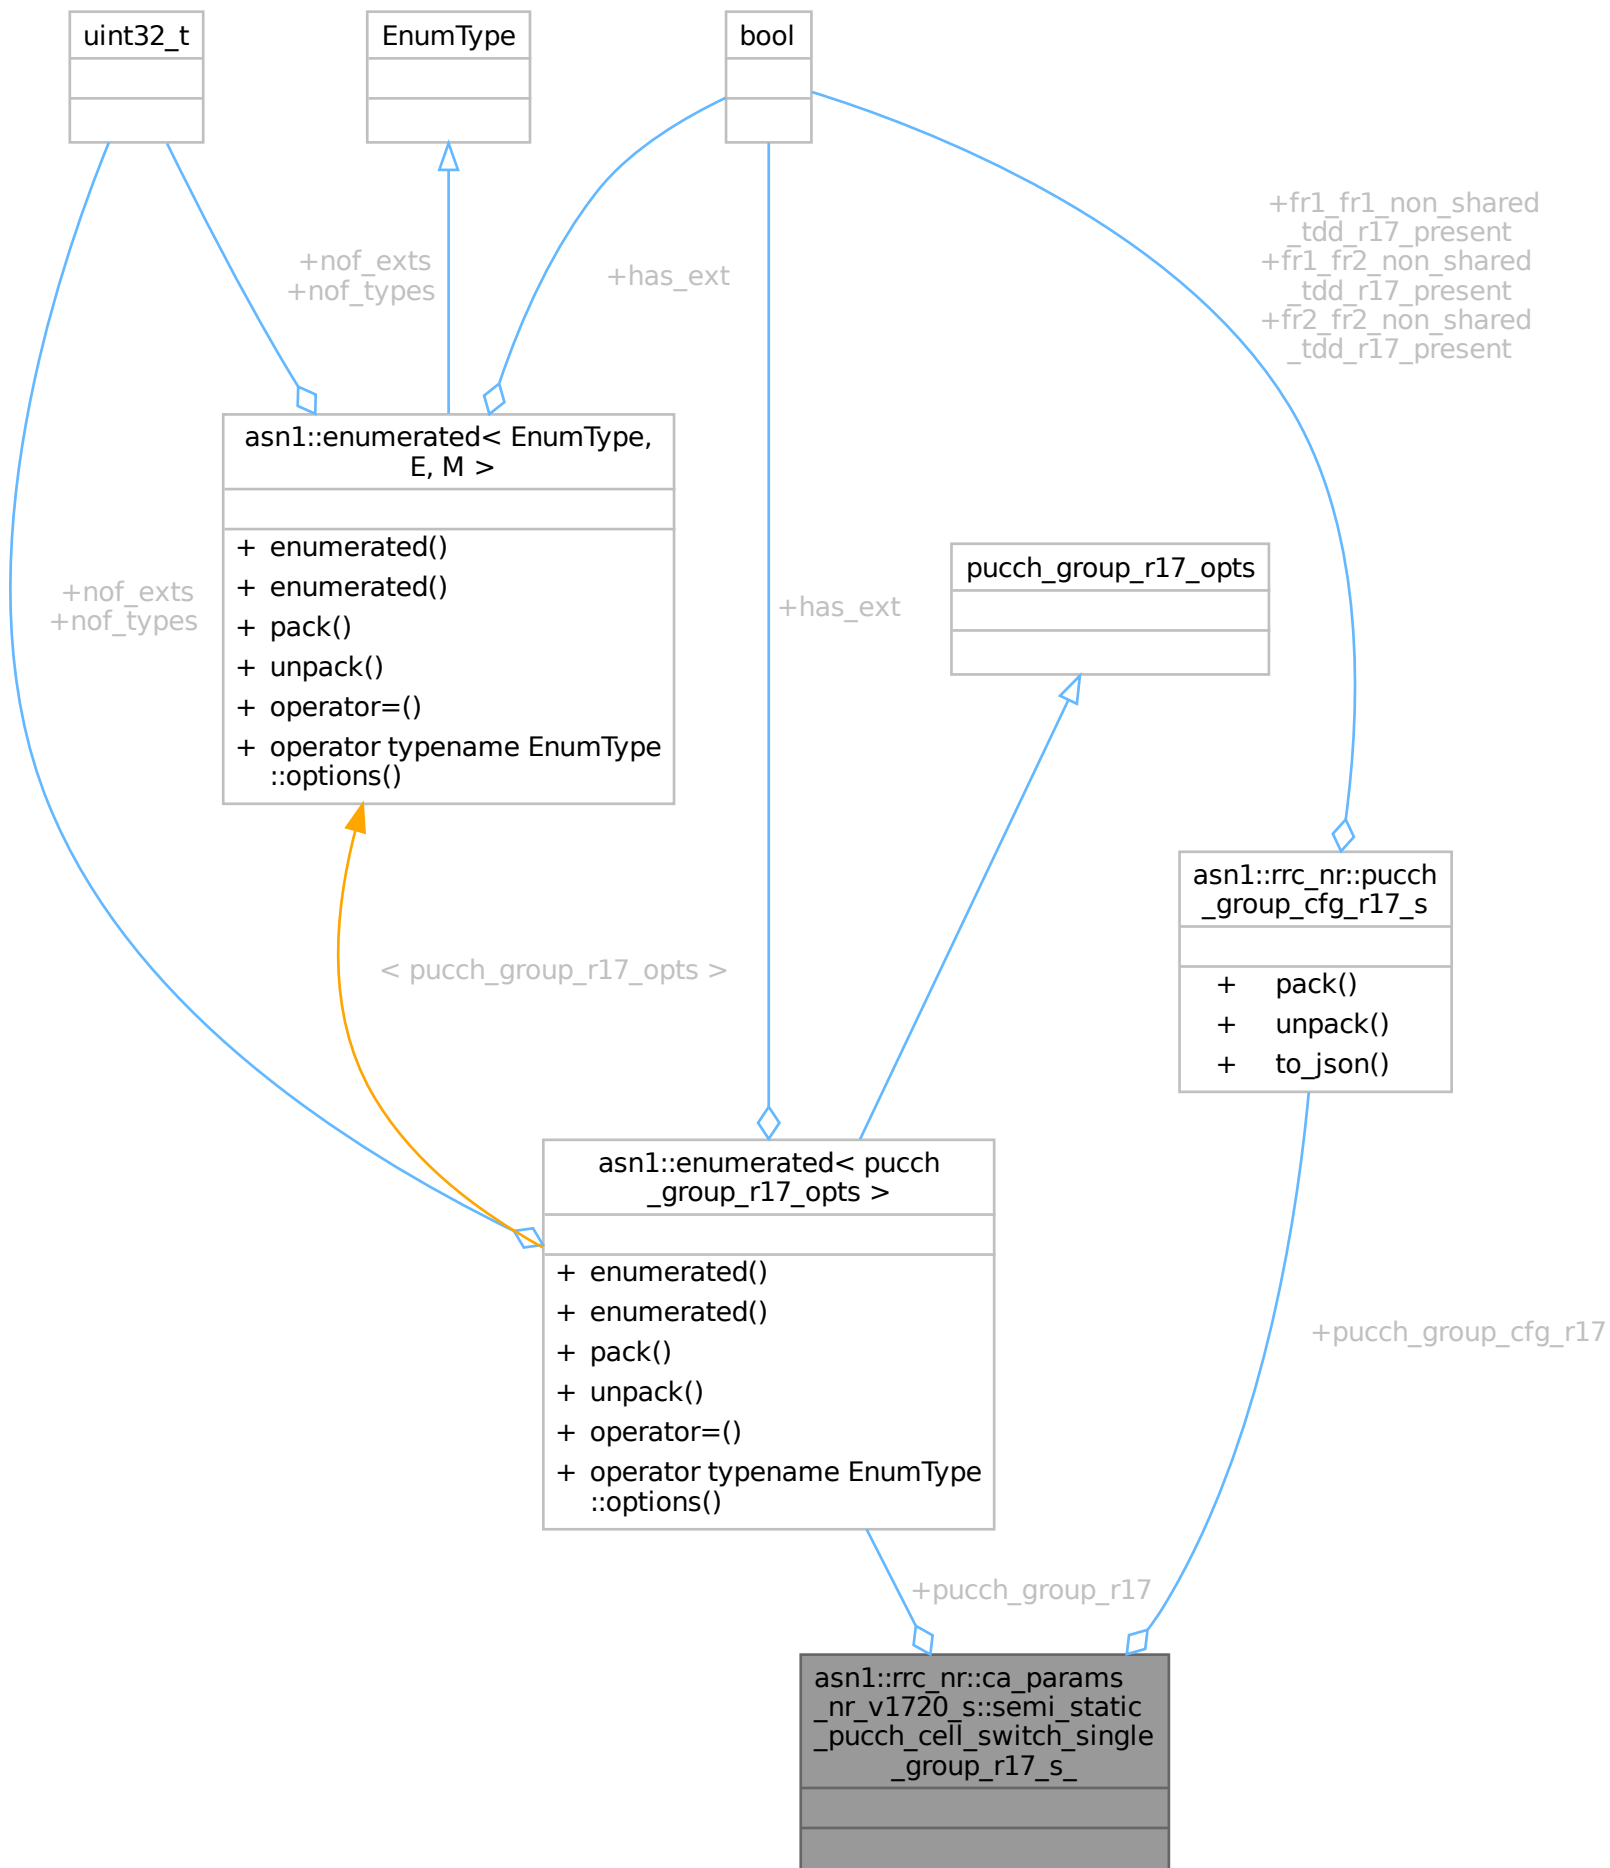 uint32_t
EnumType
bool
+fr1_fr1_non_shared
_tdd_r17_present
+fr1_fr2_non_shared
_tdd_r17_present
+fr2_fr2_non_shared
_tdd_r17_present
+nof_exts
+nof_types
+has_ext
asn1::enumerated< EnumType,
E, M >
+ enumerated()
+ enumerated()
+ pack()
+ unpack()
+ operator=()
+ operator typename EnumType
::options()
+nof_exts
+nof_types
+has_ext
pucch_group_r17_opts
asn1::rrc_nr::pucch
_group_cfg_r17_s
+ pack()
+ unpack()
+ to_json()
< pucch_group_r17_opts >
asn1::enumerated< pucch
_group_r17_opts >
+ enumerated()
+ enumerated()
+ pack()
+ unpack()
+ operator=()
+ operator typename EnumType
::options()
+pucch_group_cfg_r17
+pucch_group_r17
asn1::rrc_nr::ca_params
_nr_v1720_s::semi_static
_pucch_cell_switch_single
_group_r17_s_